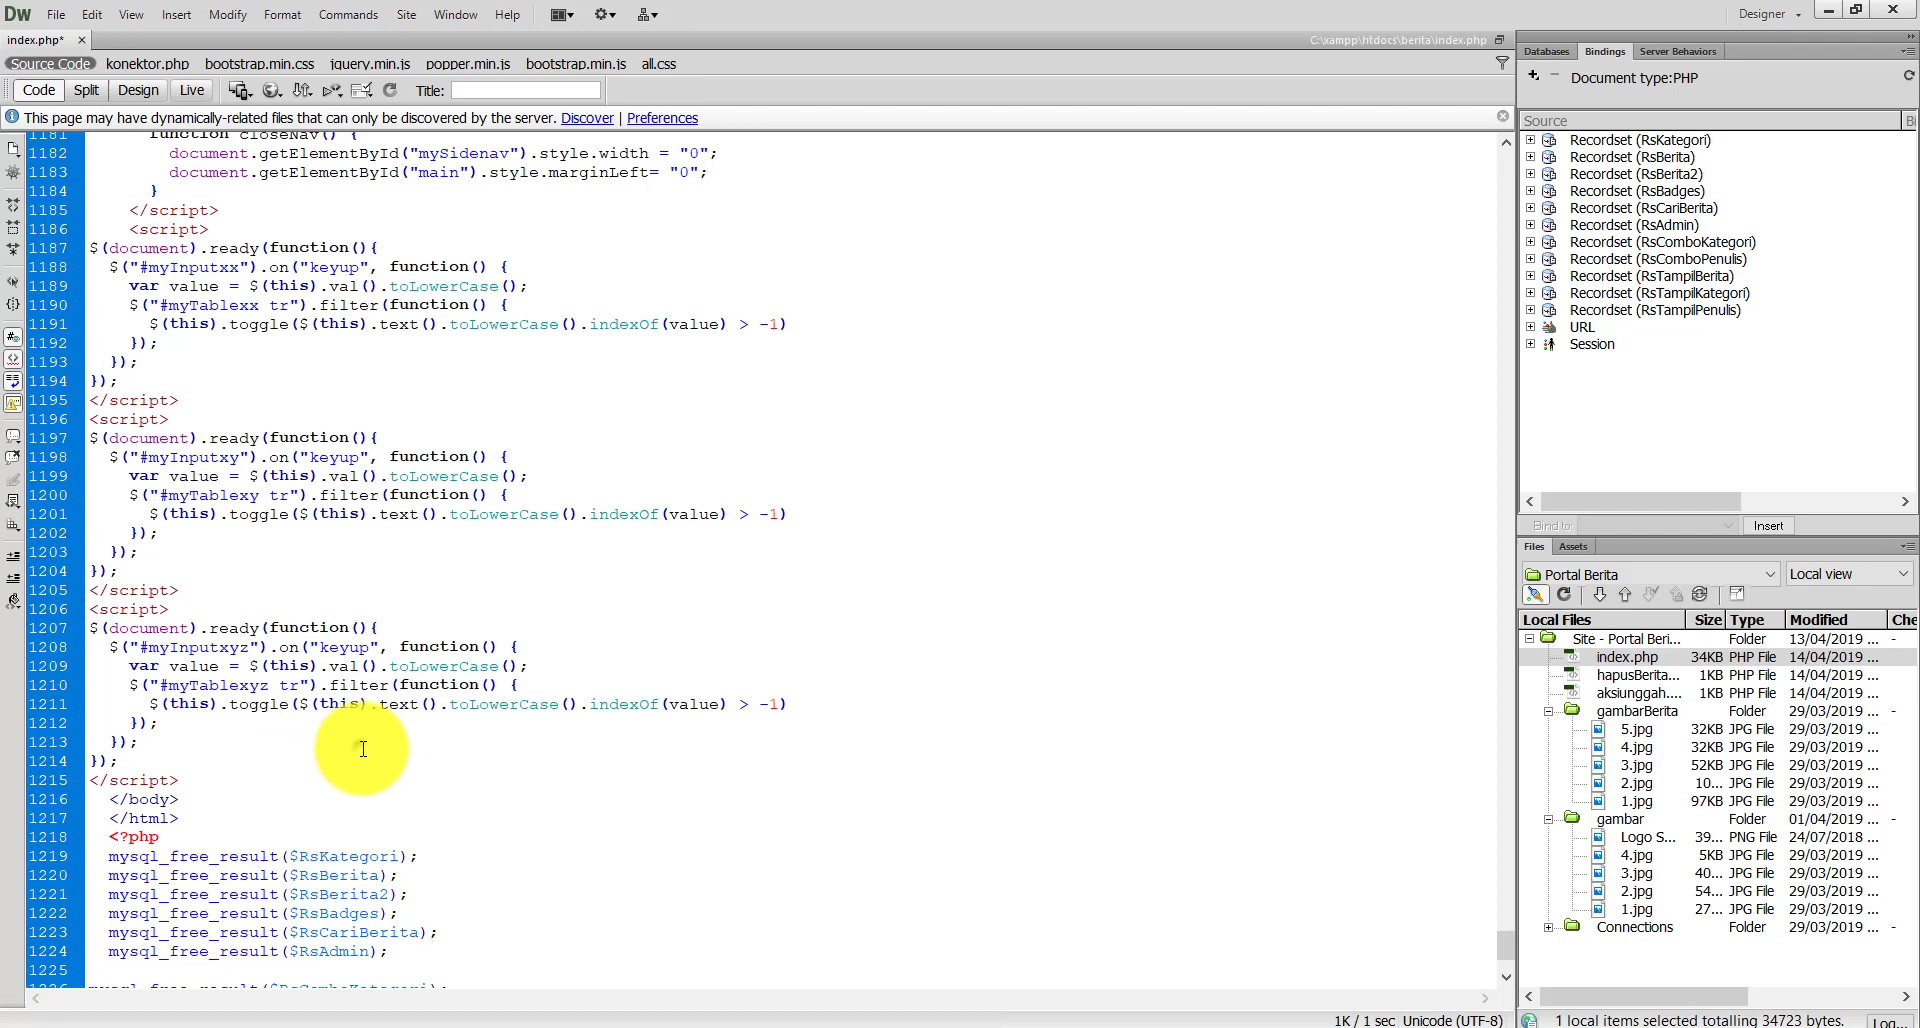 Dw File Edit View Insert Modify Format Commands Site Window Help Designer
index.php* C:\xampp\htdocs\berita\index.php
Source Code konektor.php bootstrap.min.css jquery.min.js popper.min.js bootstrap.min.js all.css
Code Split Design Live Title:
This page may have dynamically-related files that can only be discovered by the server. Discover | Preferences
1181 function closeNav() {
1182 document.getElementById("mySidenav").style.width = "0";
1183 document.getElementById("main").style.marginLeft= "0";
1184 }
1185 </script>
1186 <script>
1187 $(document).ready(function(){
1188 $("#myInputxx").on("keyup", function() {
1189 var value = $(this).val().toLowerCase();
1190 $("#myTablexx tr").filter(function() {
1191 $(this).toggle($(this).text().toLowerCase().indexOf(value) > -1)
1192 });
1193 });
1194 });
1195 </script>
1196 <script>
1197 $(document).ready(function(){
1198 $("#myInputxy").on("keyup", function() {
1199 var value = $(this).val().toLowerCase();
1200 $("#myTablexy tr").filter(function() {
1201 $(this).toggle($(this).text().toLowerCase().indexOf(value) > -1)
1202 });
1203 });
1204 });
1205 </script>
1206 <script>
1207 $(document).ready(function(){
1208 $("#myInputxyz").on("keyup", function() {
1209 var value = $(this).val().toLowerCase();
1210 $("#myTablexyz tr").filter(function() {
1211 $(this).toggle($(this).text().toLowerCase().indexOf(value) > -1)
1212 });
1213 });
1214 });
1215 </script>
1216 </body>
1217 </html>
1218 <?php
1219 mysql_free_result($RsKategori);
1220 mysql_free_result($RsBerita);
1221 mysql_free_result($RsBerita2);
1222 mysql_free_result($RsBadges);
1223 mysql_free_result($RsCariBerita);
1224 mysql_free_result($RsAdmin);
1225
1226 mysql_free_result($RsComboKategori);
1K / 1 sec Unicode (UTF-8)
Databases Bindings Server Behaviors
Document type:PHP
Source Bi
Recordset (RsKategori)
Recordset (RsBerita)
Recordset (RsBerita2)
Recordset (RsBadges)
Recordset (RsCariBerita)
Recordset (RsAdmin)
Recordset (RsComboKategori)
Recordset (RsComboPenulis)
Recordset (RsTampilBerita)
Recordset (RsTampilKategori)
Recordset (RsTampilPenulis)
URL
Session
Bind to: Insert
Files Assets
Portal Berita Local view
Local Files Size Type Modified Che
Site - Portal Beri... Folder 13/04/2019 ... -
index.php 34KB PHP File 14/04/2019 ...
hapusBerita... 1KB PHP File 14/04/2019 ...
aksiunggah.... 1KB PHP File 14/04/2019 ...
gambarBerita Folder 29/03/2019 ... -
5.jpg 32KB JPG File 29/03/2019 ...
4.jpg 32KB JPG File 29/03/2019 ...
3.jpg 52KB JPG File 29/03/2019 ...
2.jpg 10... JPG File 29/03/2019 ...
1.jpg 97KB JPG File 29/03/2019 ...
gambar Folder 01/04/2019 ... -
Logo S... 39... PNG File 24/07/2018 ...
4.jpg 5KB JPG File 29/03/2019 ...
3.jpg 40... JPG File 29/03/2019 ...
2.jpg 54... JPG File 29/03/2019 ...
1.jpg 27... JPG File 29/03/2019 ...
Connections Folder 29/03/2019 ... -
1 local items selected totalling 34723 bytes. Log...